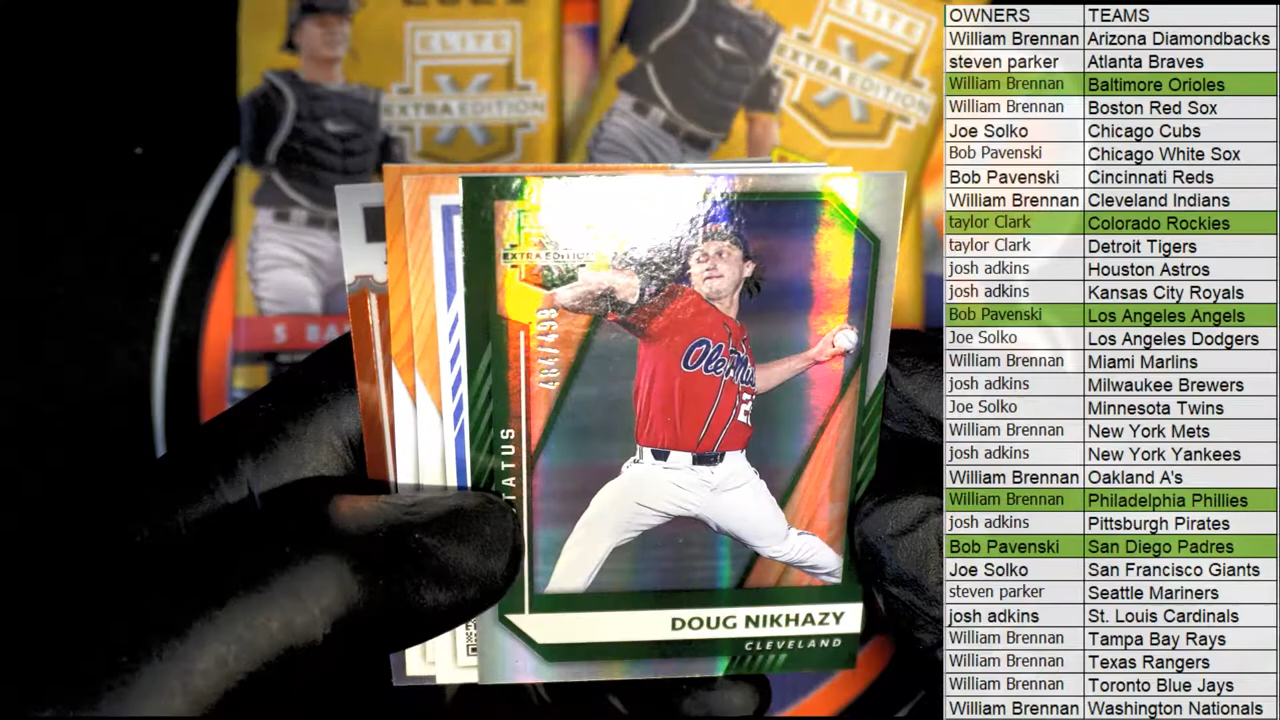 2021
ELITE
X
EXTRA EDITION
ELITE
X
EXTRA EDITION
EXTRA EDITION
484/499
TATUS
Ole Miss
DOUG NIKHAZY
CLEVELAND
OWNERS TEAMS
William Brennan Arizona Diamondbacks
steven parker Atlanta Braves
William Brennan Baltimore Orioles
William Brennan Boston Red Sox
Joe Solko Chicago Cubs
Bob Pavenski Chicago White Sox
Bob Pavenski Cincinnati Reds
William Brennan Cleveland Indians
taylor Clark Colorado Rockies
taylor Clark Detroit Tigers
josh adkins Houston Astros
josh adkins Kansas City Royals
Bob Pavenski Los Angeles Angels
Joe Solko Los Angeles Dodgers
William Brennan Miami Marlins
josh adkins Milwaukee Brewers
Joe Solko Minnesota Twins
William Brennan New York Mets
josh adkins New York Yankees
William Brennan Oakland A's
William Brennan Philadelphia Phillies
josh adkins Pittsburgh Pirates
Bob Pavenski San Diego Padres
Joe Solko San Francisco Giants
steven parker Seattle Mariners
josh adkins St. Louis Cardinals
William Brennan Tampa Bay Rays
William Brennan Texas Rangers
William Brennan Toronto Blue Jays
William Brennan Washington Nationals